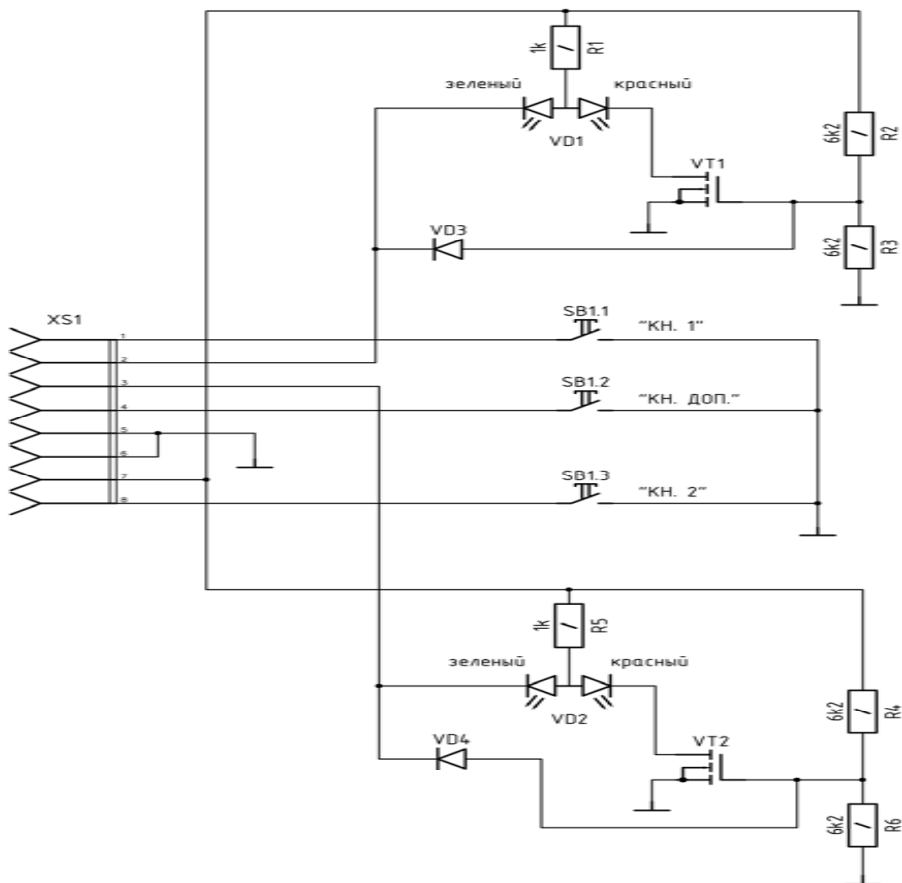 1k
R1
зеленый
красный
VD1
6k2
R2
VT1
VD3
6k2
R3
XS1
SB1.1
"КН. 1"
1
2
SB1.2
3
"КН. ДОП."
4
5
6
SB1.3
7
"КН. 2"
8
1k
R5
зеленый
красный
VD2
6k2
R4
VD4
VT2
6k2
R6